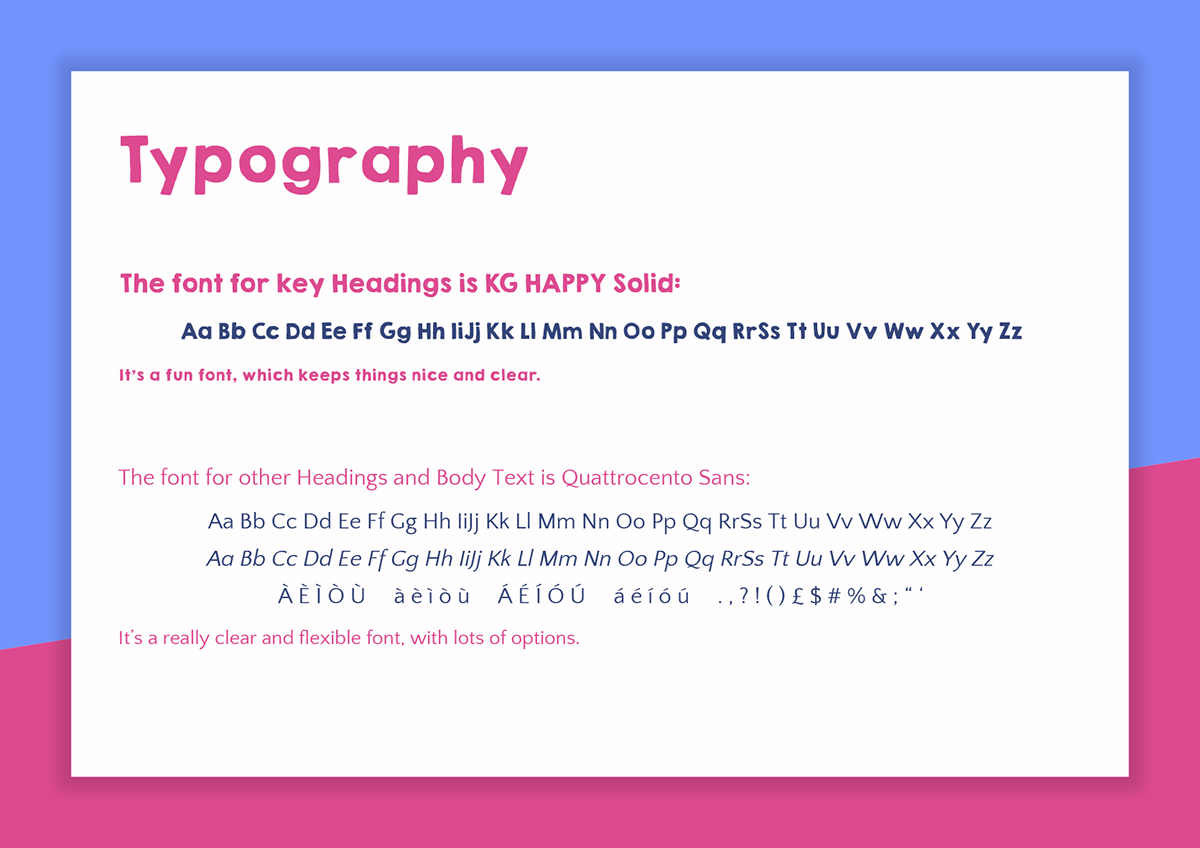 Typography
The font for key Headings is KG HAPPY Solid:
Aa Bb Cc Dd Ee Ff Gg Hh IiJj Kk Ll Mm Nn Oo Pp Qq RrSs Tt Uu Vv Ww Xx Yy Zz
It's a fun font, which keeps things nice and clear.
The font for other Headings and Body Text is Quattrocento Sans:
Aa Bb Cc Dd Ee Ff Gg Hh IiJj Kk Ll Mm Nn Oo Pp Qq RrSs Tt Uu Vv Ww Xx Yy Zz
Aa Bb Cc Dd Ee Ff Gg Hh IiJj Kk Ll Mm Nn Oo Pp Qq RrSs Tt Uu Vv Ww Xx Yy Zz
À È Ì Ò Ù à è ì ò ù Á É Í Ó Ú á é í ó ú . , ? ! ( ) £ $ # % & ; “ ‘
It’s a really clear and flexible font, with lots of options.